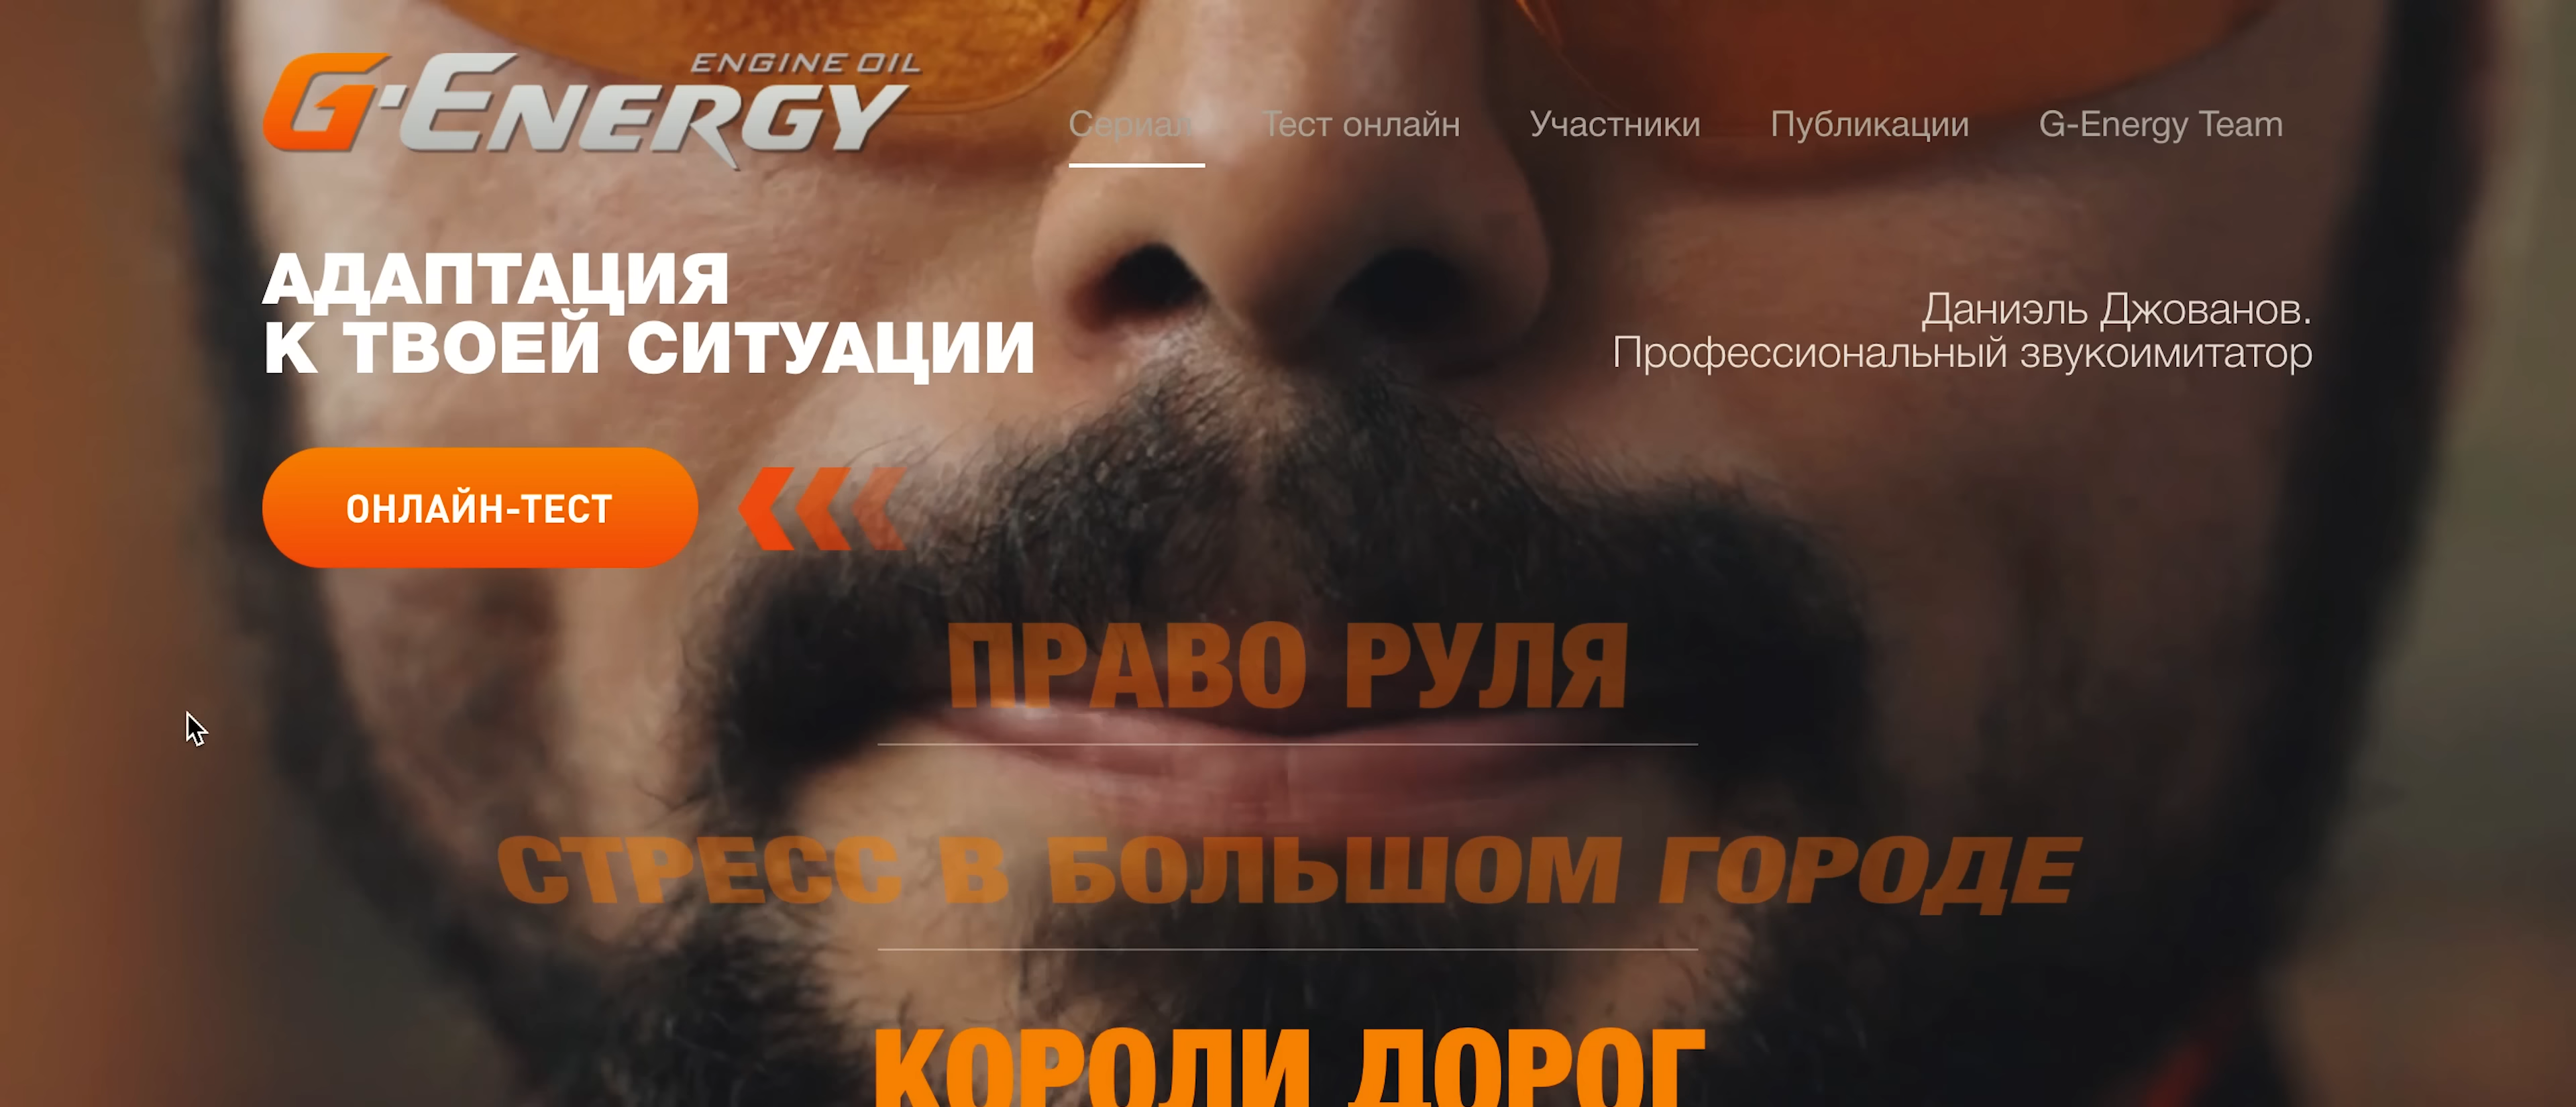 ENGINE OIL
G-ENERGY
Сериал
Тест онлайн
Участники
Публикации
G-Energy Team
АДАПТАЦИЯ
К ТВОЕЙ СИТУАЦИИ
Даниэль Джованов.
Профессиональный звукоимитатор
ОНЛАЙН-ТЕСТ
ПРАВО РУЛЯ
СТРЕСС В БОЛЬШОМ ГОРОДЕ
КОРОЛИ ДОРОГ